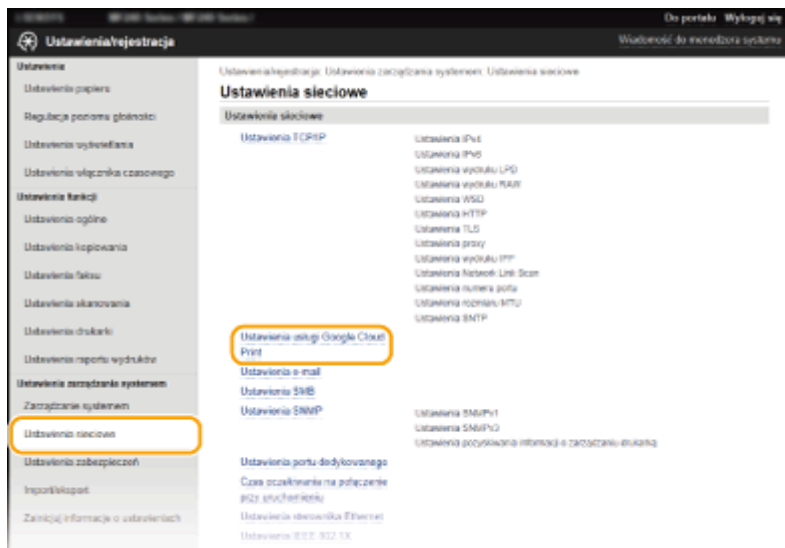 Do portalu Wyloguj się
Ustawienia/rejestracja
Wiadomość do menedżera systemu
Ustawienia
Ustawienia papieru
Regulacja poziomu głośności
Ustawienia wyświetlania
Ustawienia włącznika czasowego
Ustawienia funkcji
Ustawienia ogólne
Ustawienia kopiowania
Ustawienia faksu
Ustawienia skanowania
Ustawienia drukarki
Ustawienia raportu wydruków
Ustawienia zarządzania systemem
Zarządzanie systemem
Ustawienia sieciowe
Ustawienia zabezpieczeń
Import/eksport
Zainicjuj informacje o ustawieniach
Ustawienia/rejestracja: Ustawienia zarządzania systemem: Ustawienia sieciowe
Ustawienia sieciowe
Ustawienia sieciowe
Ustawienia TCP/IP
Ustawienia IPv4
Ustawienia IPv6
Ustawienia wydruku LPD
Ustawienia wydruku RAW
Ustawienia WSD
Ustawienia HTTP
Ustawienia TLS
Ustawienia proxy
Ustawienia wydruku IPP
Ustawienia Network Link Scan
Ustawienia numeru portu
Ustawienia rozmiaru MTU
Ustawienia SNTP
Ustawienia usługi Google Cloud
Print
Ustawienia e-mail
Ustawienia SMB
Ustawienia SNMP
Ustawienia SNMPv1
Ustawienia SNMPv3
Ustawienia pozyskiwania informacji o zarządzaniu drukarką
Ustawienia portu dedykowanego
Czas oczekiwania na połączenie
przy uruchomieniu
Ustawienia sterownika Ethernet
Ustawienia IEEE 802.1X